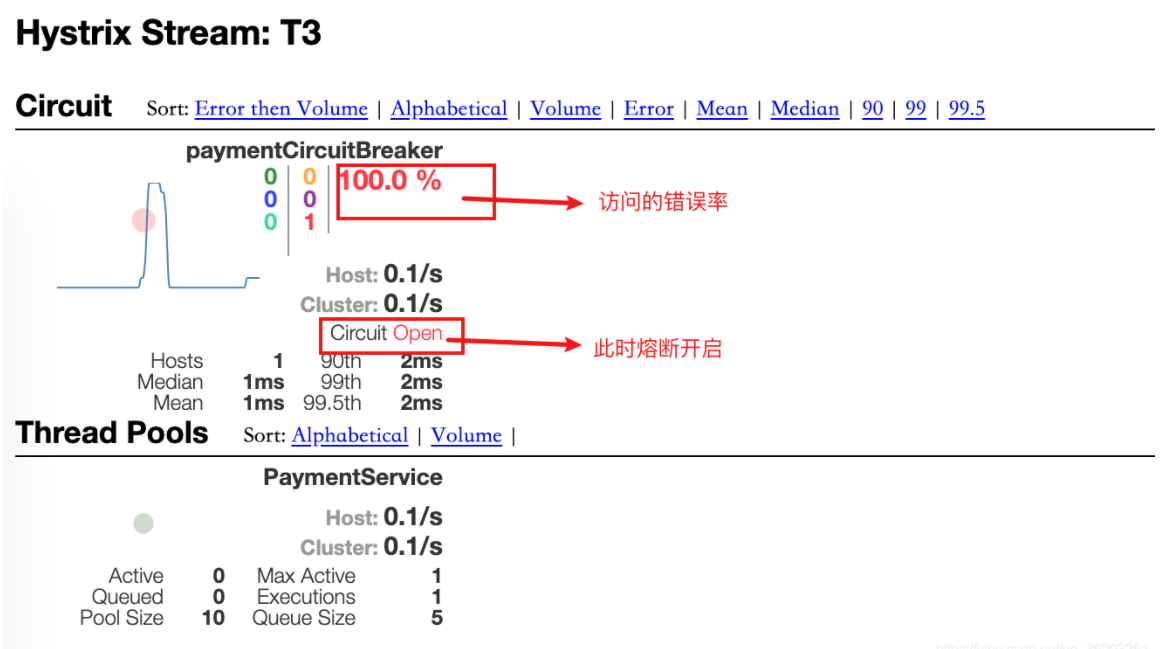 Hystrix Stream: T3
Circuit Sort: Error then Volume | Alphabetical | Volume | Error | Mean | Median | 90 | 99 | 99.5
paymentCircuitBreaker
0 0 100.0 %
0 0
0 1
访问的错误率
Host: 0.1/s
Cluster: 0.1/s
Circuit Open
此时熔断开启
Hosts 1 90th 2ms
Median 1ms 99th 2ms
Mean 1ms 99.5th 2ms
Thread Pools Sort: Alphabetical | Volume |
PaymentService
Host: 0.1/s
Cluster: 0.1/s
Active 0 Max Active 1
Queued 0 Executions 1
Pool Size 10 Queue Size 5